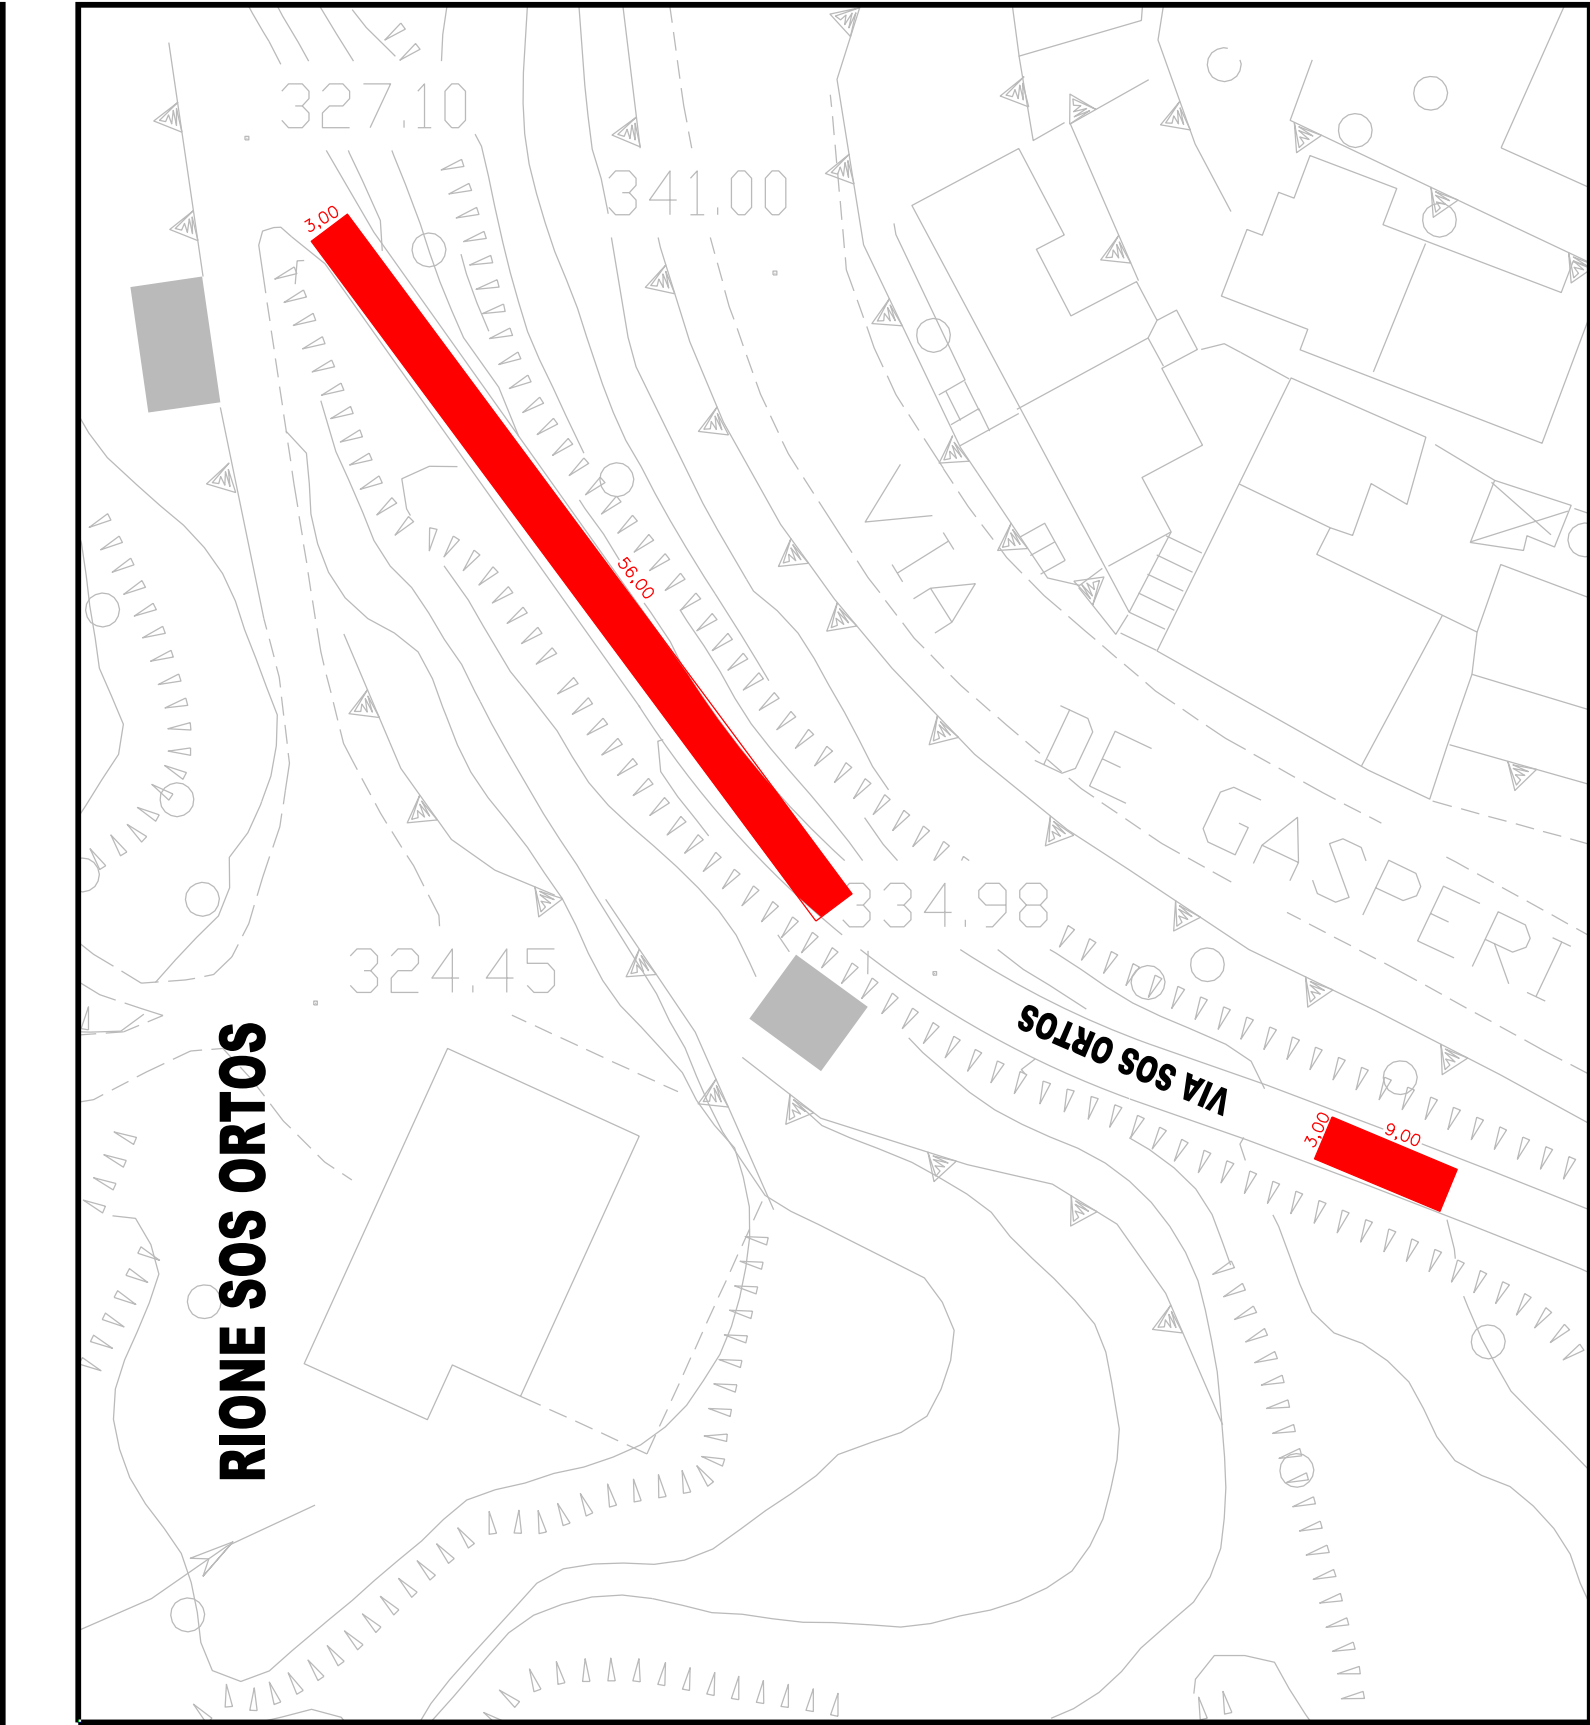 327.10
341.00
3,00
56,00
VIA
DE GASPERI
334.98
324.45
VIA SOS ORTOS
RIONE SOS ORTOS
3,00
9,00